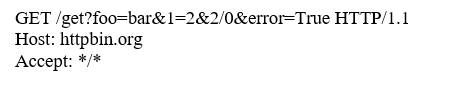 GET /get?foo=bar&1=2&2/0&error=True HTTP/1.1
Host: httpbin.org
Accept: */*